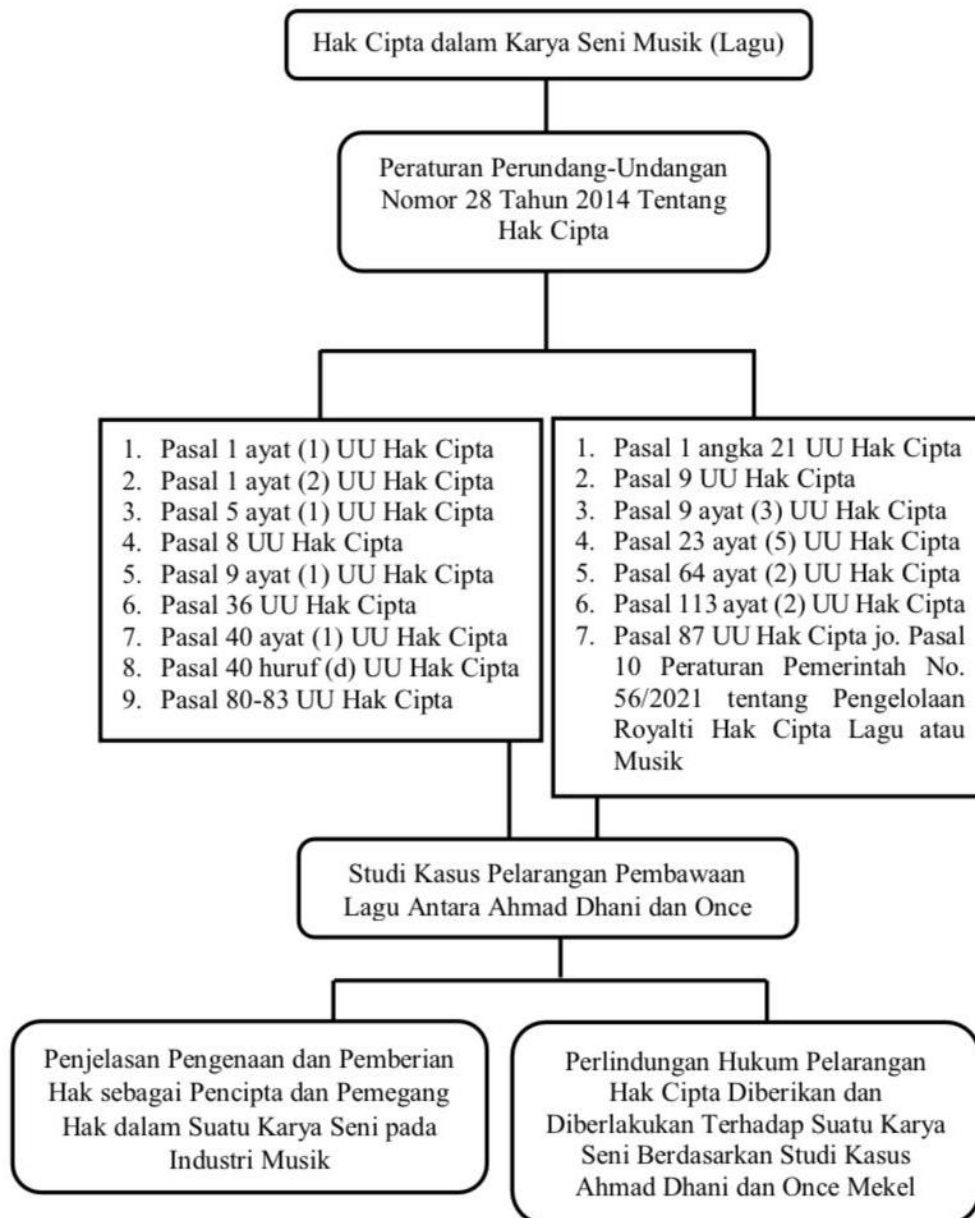 Hak Cipta dalam Karya Seni Musik (Lagu)
Peraturan Perundang-Undangan
Nomor 28 Tahun 2014 Tentang
Hak Cipta
1. Pasal 1 ayat (1) UU Hak Cipta
2. Pasal 1 ayat (2) UU Hak Cipta
3. Pasal 5 ayat (1) UU Hak Cipta
4. Pasal 8 UU Hak Cipta
5. Pasal 9 ayat (1) UU Hak Cipta
6. Pasal 36 UU Hak Cipta
7. Pasal 40 ayat (1) UU Hak Cipta
8. Pasal 40 huruf (d) UU Hak Cipta
9. Pasal 80-83 UU Hak Cipta
1. Pasal 1 angka 21 UU Hak Cipta
2. Pasal 9 UU Hak Cipta
3. Pasal 9 ayat (3) UU Hak Cipta
4. Pasal 23 ayat (5) UU Hak Cipta
5. Pasal 64 ayat (2) UU Hak Cipta
6. Pasal 113 ayat (2) UU Hak Cipta
7. Pasal 87 UU Hak Cipta jo. Pasal
10 Peraturan Pemerintah No.
56/2021 tentang Pengelolaan
Royalti Hak Cipta Lagu atau
Musik
Studi Kasus Pelarangan Pembawaan
Lagu Antara Ahmad Dhani dan Once
Penjelasan Pengenaan dan Pemberian
Hak sebagai Pencipta dan Pemegang
Hak dalam Suatu Karya Seni pada
Industri Musik
Perlindungan Hukum Pelarangan
Hak Cipta Diberikan dan
Diberlakukan Terhadap Suatu Karya
Seni Berdasarkan Studi Kasus
Ahmad Dhani dan Once Mekel